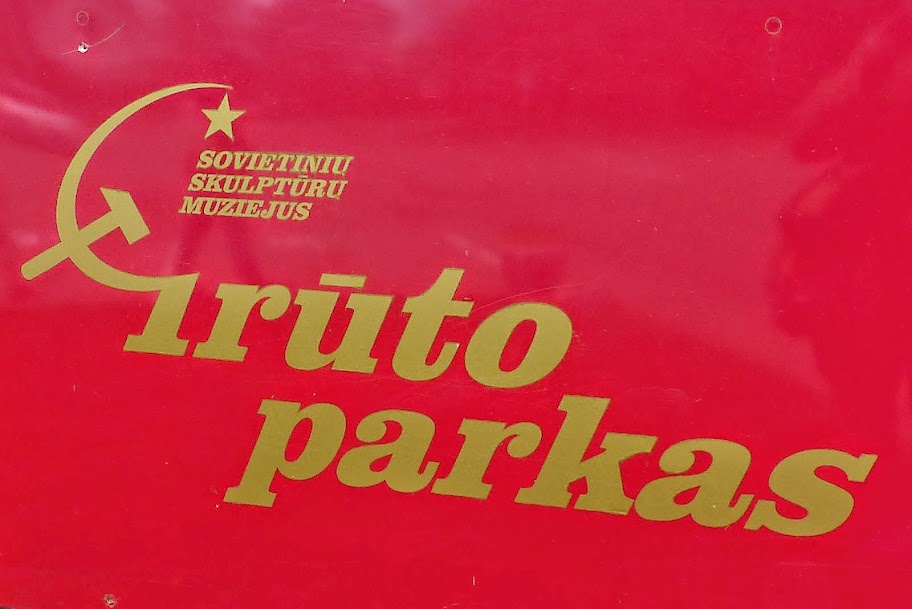 SOVIETINIŲ
SKULPTŪRŲ
MUZIEJUS
Grūto
parkas